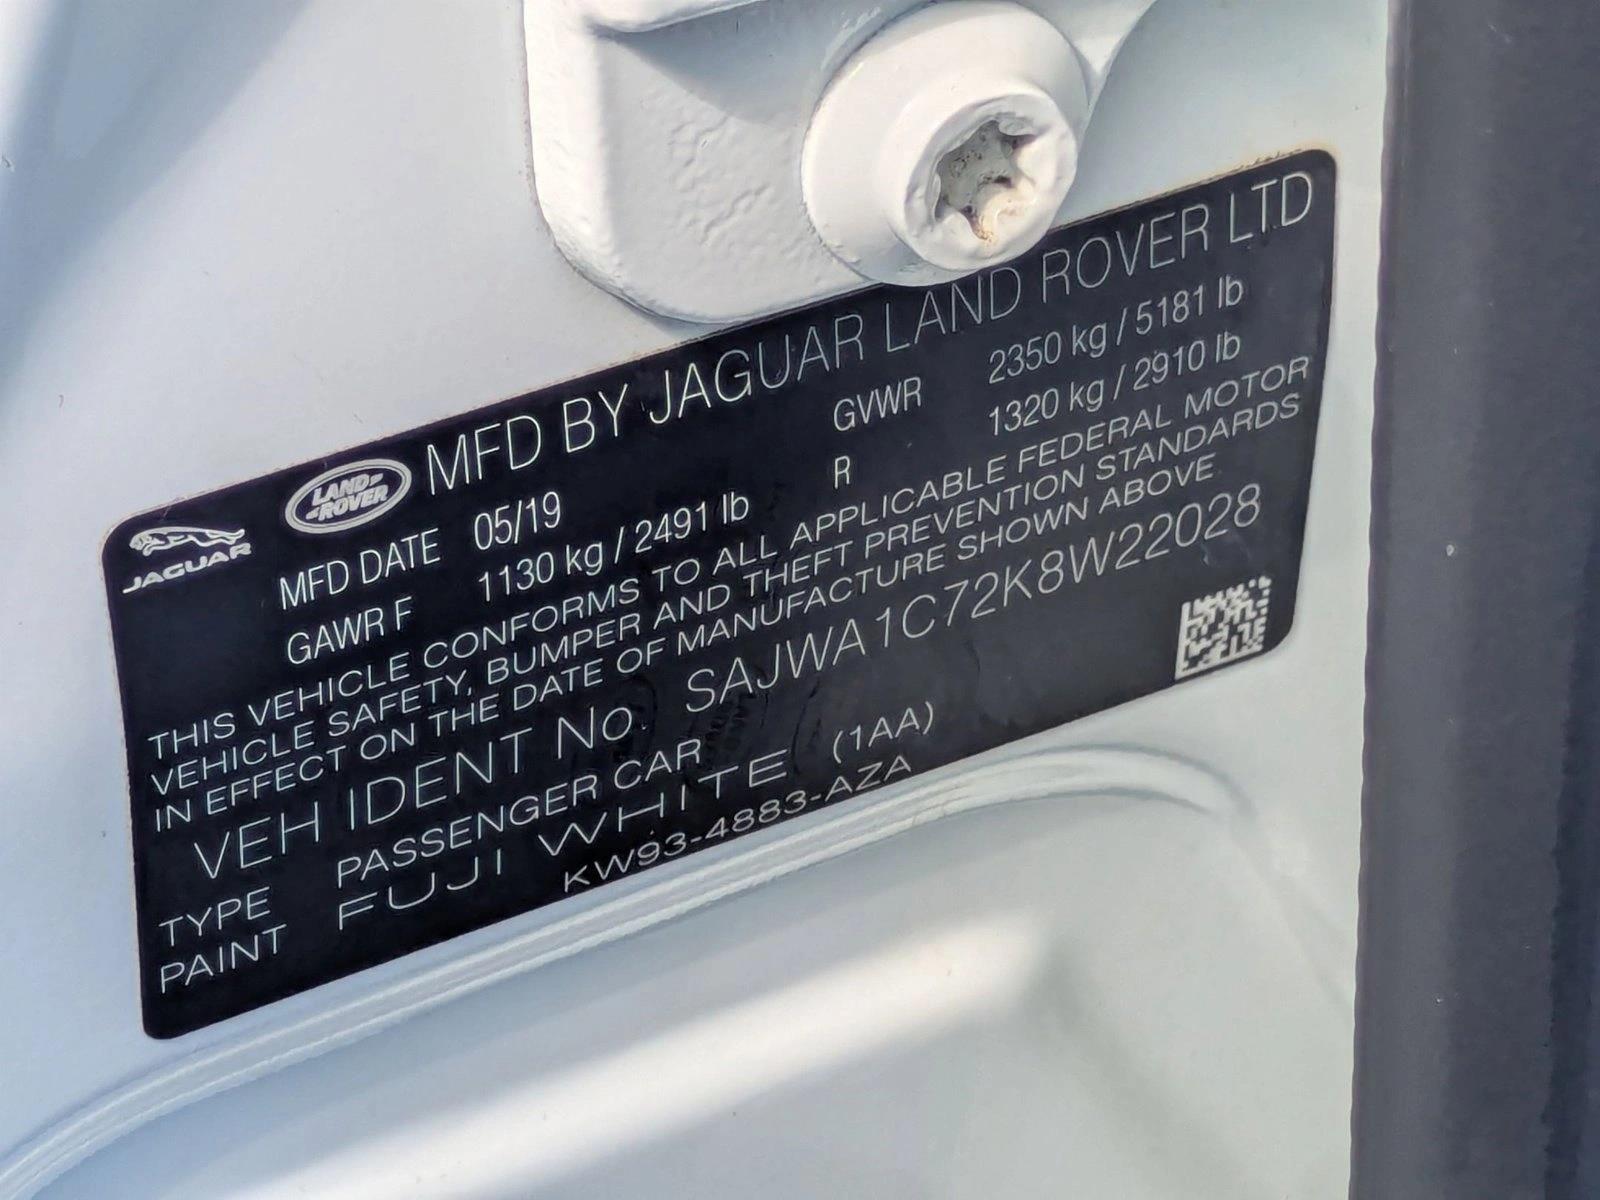 JAGUAR LAND ROVER MFD BY JAGUAR LAND ROVER LTD
MFD DATE 05/19 GVWR 2350 kg / 5181 lb
GAWR F 1130 kg / 2491 lb R 1320 kg / 2910 lb
THIS VEHICLE CONFORMS TO ALL APPLICABLE FEDERAL MOTOR
VEHICLE SAFETY, BUMPER AND THEFT PREVENTION STANDARDS
IN EFFECT ON THE DATE OF MANUFACTURE SHOWN ABOVE
VEH IDENT No. SAJWA1C72K8W22028
TYPE PASSENGER CAR
PAINT FUJI WHITE (1AA)
KW93-4883-AZA